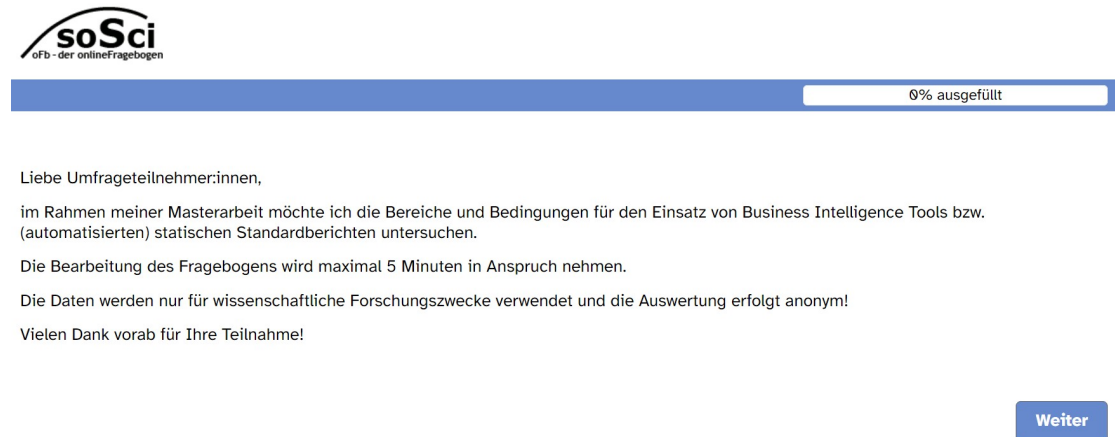 soSci
oFb - der onlineFragebogen
0% ausgefüllt
Liebe Umfrageteilnehmer:innen,
im Rahmen meiner Masterarbeit möchte ich die Bereiche und Bedingungen für den Einsatz von Business Intelligence Tools bzw.
(automatisierten) statischen Standardberichten untersuchen.
Die Bearbeitung des Fragebogens wird maximal 5 Minuten in Anspruch nehmen.
Die Daten werden nur für wissenschaftliche Forschungszwecke verwendet und die Auswertung erfolgt anonym!
Vielen Dank vorab für Ihre Teilnahme!
Weiter